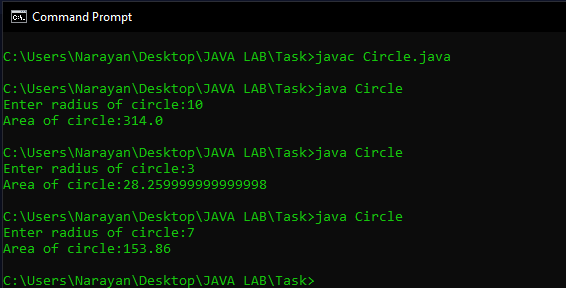 Command Prompt
C:\Users\Narayan\Desktop\JAVA LAB\Task>javac Circle.java
C:\Users\Narayan\Desktop\JAVA LAB\Task>java Circle
Enter radius of circle:10
Area of circle:314.0
C:\Users\Narayan\Desktop\JAVA LAB\Task>java Circle
Enter radius of circle:3
Area of circle:28.259999999999998
C:\Users\Narayan\Desktop\JAVA LAB\Task>java Circle
Enter radius of circle:7
Area of circle:153.86
C:\Users\Narayan\Desktop\JAVA LAB\Task>